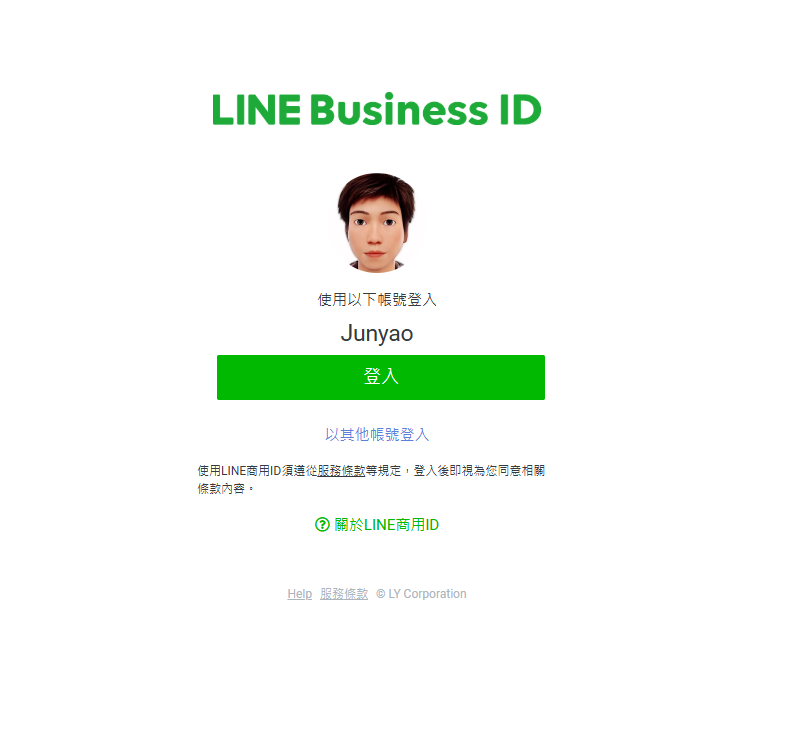 LINE Business ID
使用以下帳號登入
Junyao
登入
以其他帳號登入
使用LINE商用ID須遵從服務條款等規定，登入後即視為您同意相關
條款內容。
關於LINE商用ID
Help 服務條款 © LY Corporation